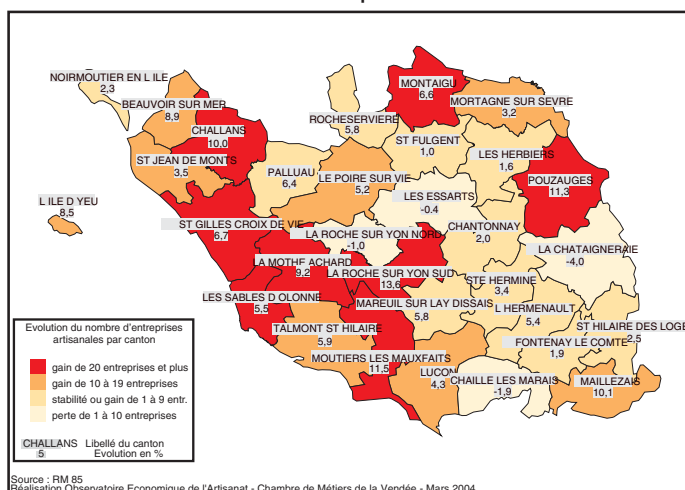 NOIRMOUTIER EN L ILE
2,3
BEAUVOIR SUR MER
8,9
CHALLANS
10,0
ST JEAN DE MONTS
3,5
L ILE D YEU
8,5
ROCHESERVIERE
5,8
MONTAIGU
6,6
MORTAGNE SUR SEVRE
3,2
ST FULGENT
1,0
LES HERBIERS
1,6
PALLUAU
6,4
LE POIRE SUR VIE
5,2
POUZAUGES
11,3
LES ESSARTS
-0.4
ST GILLES CROIX DE VIE
6,7
LA ROCHE SUR YON NORD
-1,0
CHANTONNAY
2,0
LA CHATAIGNERAIE
-4,0
LA MOTHE ACHARD
9,2
LA ROCHE SUR YON SUD
13,6
STE HERMINE
3,4
LES SABLES D OLONNE
5,5
MAREUIL SUR LAY DISSAIS
5,8
L HERMENAULT
5,4
ST HILAIRE DES LOGE
2,5
TALMONT ST HILAIRE
5,9
FONTENAY LE COMTE
1,9
MOUTIERS LES MAUXFAITS
11,5
LUCON
4,3
CHAILLE LES MARAIS
-1,9
MAILLEZAIS
10,1
Evolution du nombre d'entreprises
artisanales par canton
gain de 20 entreprises et plus
gain de 10 à 19 entreprises
stabilité ou gain de 1 à 9 entr.
perte de 1 à 10 entreprises
CHALLANS Libellé du canton
5 Evolution en %
Source : RM 85
Réalisation Observatoire Economique de l'Artisanat - Chambre de Métiers de la Vendée - Mars 2004